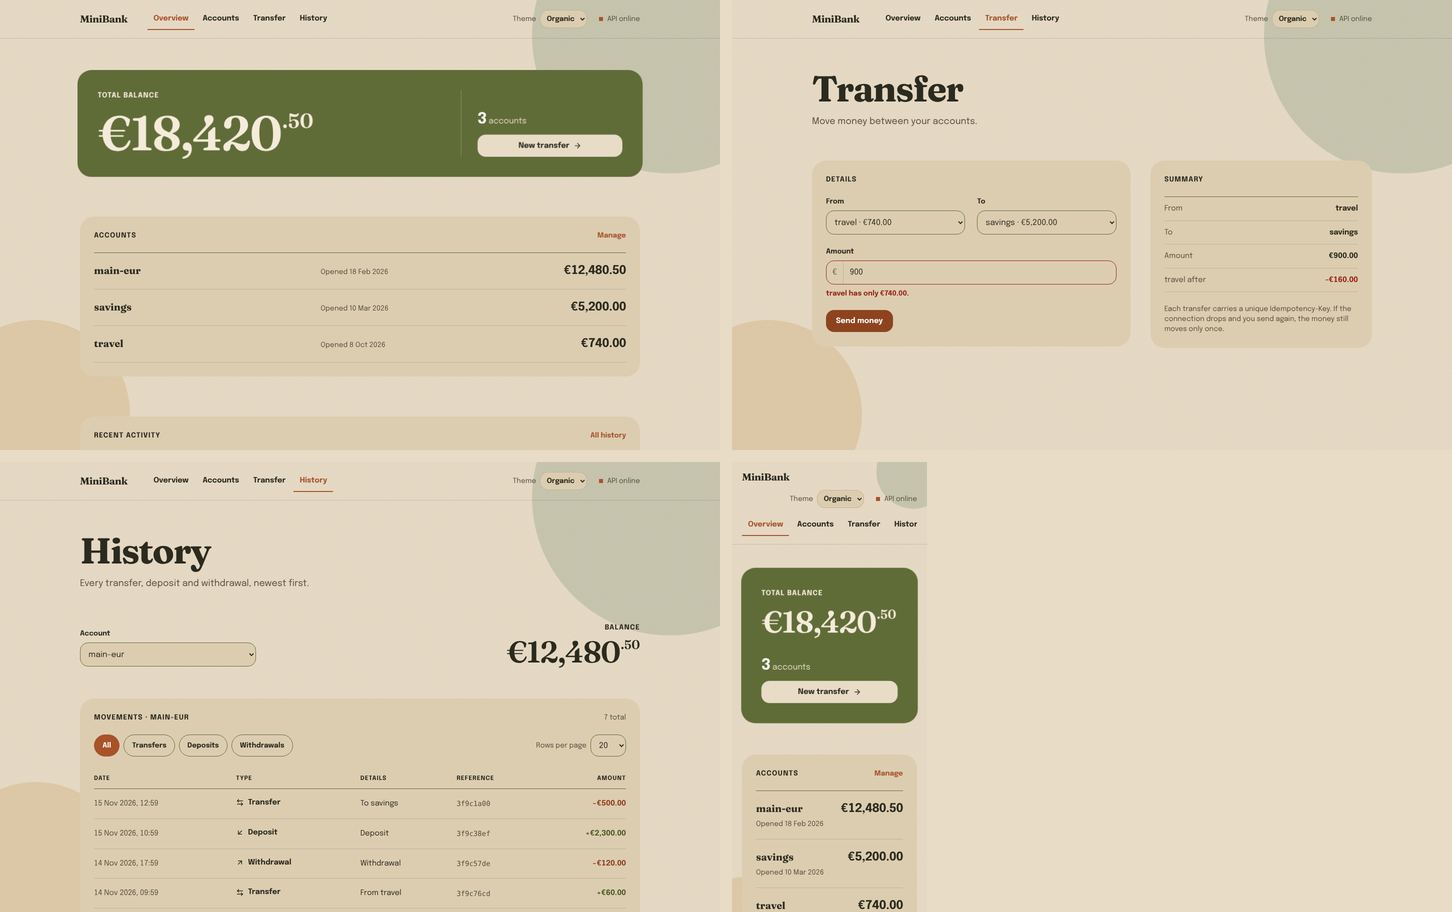 MiniBank Overview Accounts Transfer History Theme Organic API online
TOTAL BALANCE
€18,420.50
3 accounts
New transfer →
ACCOUNTS Manage
main-eur Opened 18 Feb 2026 €12,480.50
savings Opened 10 Mar 2026 €5,200.00
travel Opened 8 Oct 2026 €740.00
RECENT ACTIVITY All history
MiniBank Overview Accounts Transfer History Theme Organic API online
Transfer
Move money between your accounts.
DETAILS
From To
travel · €740.00 savings · €5,200.00
Amount
€ 900
travel has only €740.00.
Send money
SUMMARY
From travel
To savings
Amount €900.00
travel after −€160.00
Each transfer carries a unique Idempotency-Key. If the
connection drops and you send again, the money still
moves only once.
MiniBank Overview Accounts Transfer History Theme Organic API online
History
Every transfer, deposit and withdrawal, newest first.
Account
main-eur
BALANCE
€12,480.50
MOVEMENTS · MAIN-EUR 7 total
All Transfers Deposits Withdrawals Rows per page 20
DATE TYPE DETAILS REFERENCE AMOUNT
15 Nov 2026, 12:59 Transfer To savings 3f9c1a00 −€500.00
15 Nov 2026, 10:59 Deposit Deposit 3f9c38ef +€2,300.00
14 Nov 2026, 17:59 Withdrawal Withdrawal 3f9c57de −€120.00
14 Nov 2026, 09:59 Transfer From travel 3f9c76cd +€60.00
MiniBank
Theme Organic API online
Overview Accounts Transfer Histor
TOTAL BALANCE
€18,420.50
3 accounts
New transfer →
ACCOUNTS Manage
main-eur €12,480.50
Opened 18 Feb 2026
savings €5,200.00
Opened 10 Mar 2026
travel €740.00